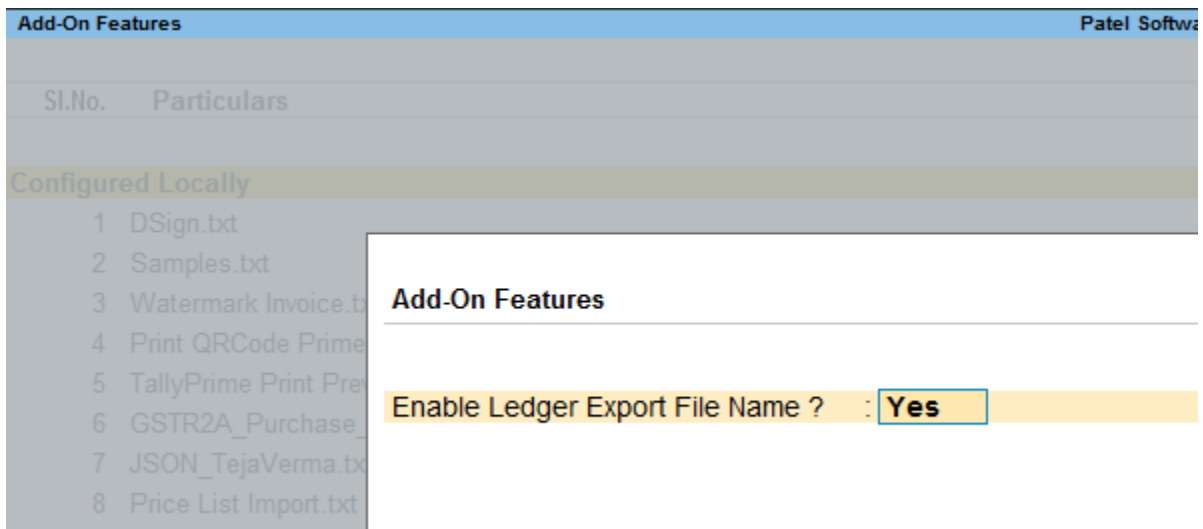 Add-On Features Patel Softwa
Sl.No. Particulars
Configured Locally
1 DSign.txt
2 Samples.txt
3 Watermark Invoice.tx
4 Print QRCode Prime
5 TallyPrime Print Prev
6 GSTR2A_Purchase_
7 JSON_TejaVerma.tx
8 Price List Import.txt
Add-On Features
Enable Ledger Export File Name ? : Yes